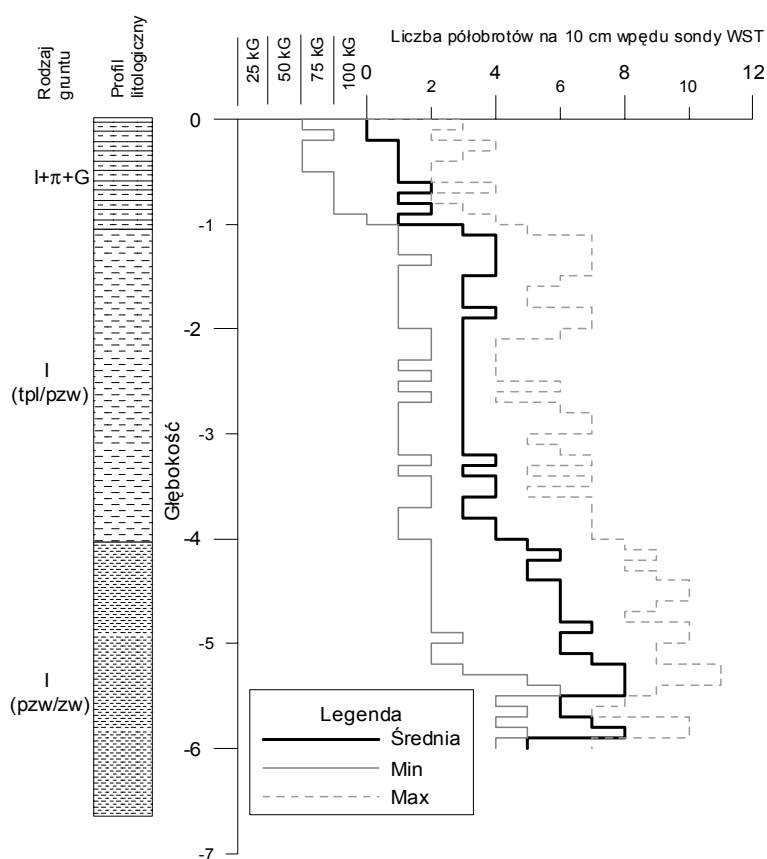 Rodzaj
gruntu
Profil
litologiczny
25 kG
50 kG
75 kG
100 kG
Liczba półobrotów na 10 cm wpędu sondy WST
0
2
4
6
8
10
12
0
-1
-2
-3
-4
-5
-6
-7
Głębokość
I+π+G
I
(tpl/pzw)
I
(pzw/zw)
Legenda
Średnia
Min
Max